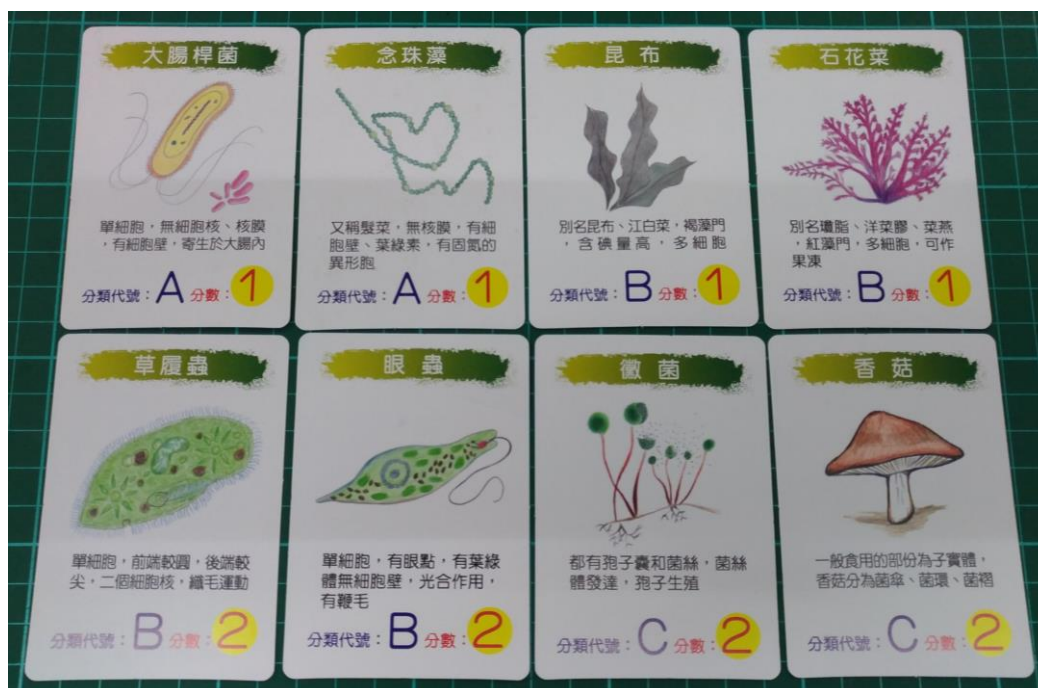 大腸桿菌
單細胞，無細胞核、核膜
，有細胞壁，寄生於大腸內
分類代號：A 分數：1
念珠藻
又稱髮菜，無核膜，有細
胞壁、葉綠素，有固氮的
異形胞
分類代號：A 分數：1
昆布
別名昆布、江白菜，褐藻門
，含碘量高，多細胞
分類代號：B 分數：1
石花菜
別名瓊脂、洋菜膠、菜燕
，紅藻門，多細胞，可作
果凍
分類代號：B 分數：1
草履蟲
單細胞，前端較圓，後端較
尖，二個細胞核，纖毛運動
分類代號：B 分數：2
眼蟲
單細胞，有眼點，有葉綠
體無細胞壁，光合作用，
有鞭毛
分類代號：B 分數：2
黴菌
都有孢子囊和菌絲，菌絲
體發達，孢子生殖
分類代號：C 分數：2
香菇
一般食用的部份為子實體，
香菇分為菌傘、菌環、菌褶
分類代號：C 分數：2